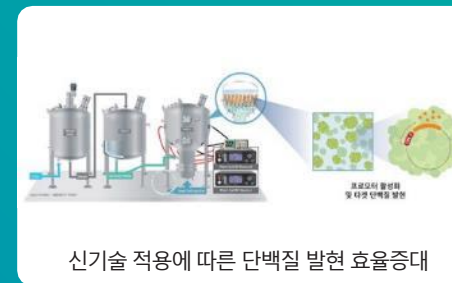 프로모터 활성화
및 타겟 단백질 발현
신기술 적용에 따른 단백질 발현 효율증대